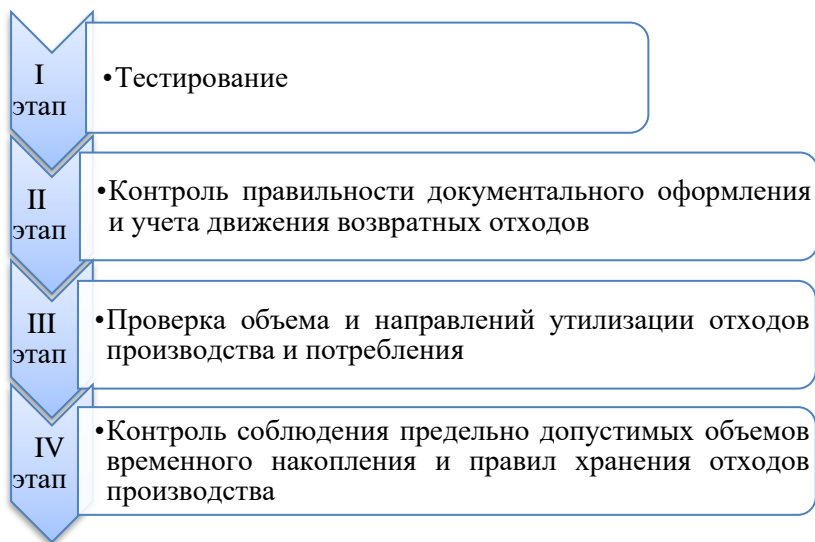 I
этап
•Тестирование
II
этап
•Контроль правильности документального оформления
и учета движения возвратных отходов
III
этап
•Проверка объема и направлений утилизации отходов
производства и потребления
IV
этап
•Контроль соблюдения предельно допустимых объемов
временного накопления и правил хранения отходов
производства